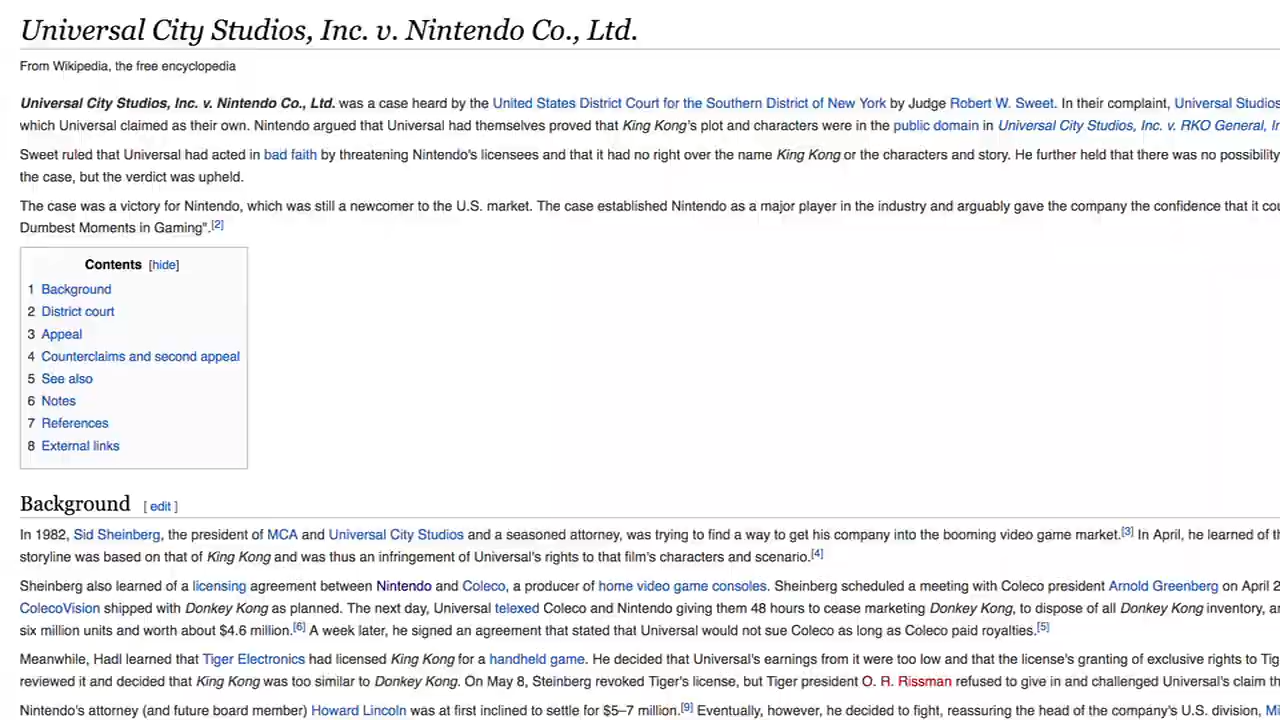 Universal City Studios, Inc. v. Nintendo Co., Ltd.
From Wikipedia, the free encyclopedia
Universal City Studios, Inc. v. Nintendo Co., Ltd. was a case heard by the United States District Court for the Southern District of New York by Judge Robert W. Sweet. In their complaint, Universal Studios
which Universal claimed as their own. Nintendo argued that Universal had themselves proved that King Kong's plot and characters were in the public domain in Universal City Studios, Inc. v. RKO General, In
Sweet ruled that Universal had acted in bad faith by threatening Nintendo's licensees and that it had no right over the name King Kong or the characters and story. He further held that there was no possibility
the case, but the verdict was upheld.
The case was a victory for Nintendo, which was still a newcomer to the U.S. market. The case established Nintendo as a major player in the industry and arguably gave the company the confidence that it cou
Dumbest Moments in Gaming".[2]
Contents [hide]
1 Background
2 District court
3 Appeal
4 Counterclaims and second appeal
5 See also
6 Notes
7 References
8 External links
Background [ edit ]
In 1982, Sid Sheinberg, the president of MCA and Universal City Studios and a seasoned attorney, was trying to find a way to get his company into the booming video game market.[3] In April, he learned of th
storyline was based on that of King Kong and was thus an infringement of Universal's rights to that film's characters and scenario.[4]
Sheinberg also learned of a licensing agreement between Nintendo and Coleco, a producer of home video game consoles. Sheinberg scheduled a meeting with Coleco president Arnold Greenberg on April 2
ColecoVision shipped with Donkey Kong as planned. The next day, Universal telexed Coleco and Nintendo giving them 48 hours to cease marketing Donkey Kong, to dispose of all Donkey Kong inventory, an
six million units and worth about $4.6 million.[6] A week later, he signed an agreement that stated that Universal would not sue Coleco as long as Coleco paid royalties.[5]
Meanwhile, Hadl learned that Tiger Electronics had licensed King Kong for a handheld game. He decided that Universal's earnings from it were too low and that the license's granting of exclusive rights to Tig
reviewed it and decided that King Kong was too similar to Donkey Kong. On May 8, Steinberg revoked Tiger's license, but Tiger president O. R. Rissman refused to give in and challenged Universal's claim th
Nintendo's attorney (and future board member) Howard Lincoln was at first inclined to settle for $5–7 million.[9] Eventually, however, he decided to fight, reassuring the head of the company's U.S. division, Mi